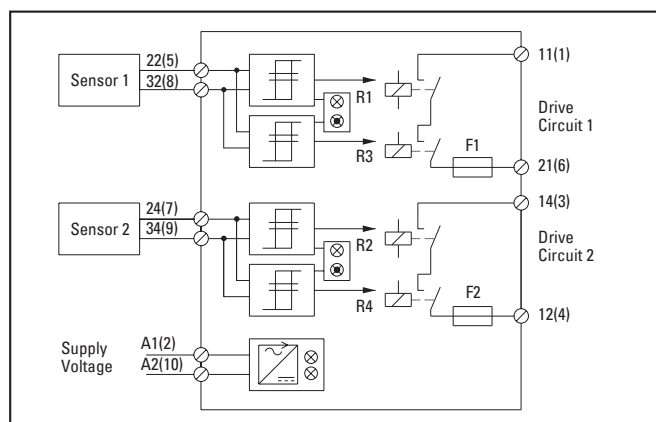 Sensor 1
22(5)
32(8)
R1
R3
11(1)
Drive
Circuit 1
F1
21(6)
Sensor 2
24(7)
34(9)
R2
R4
14(3)
Drive
Circuit 2
F2
12(4)
Supply
Voltage
A1(2)
A2(10)